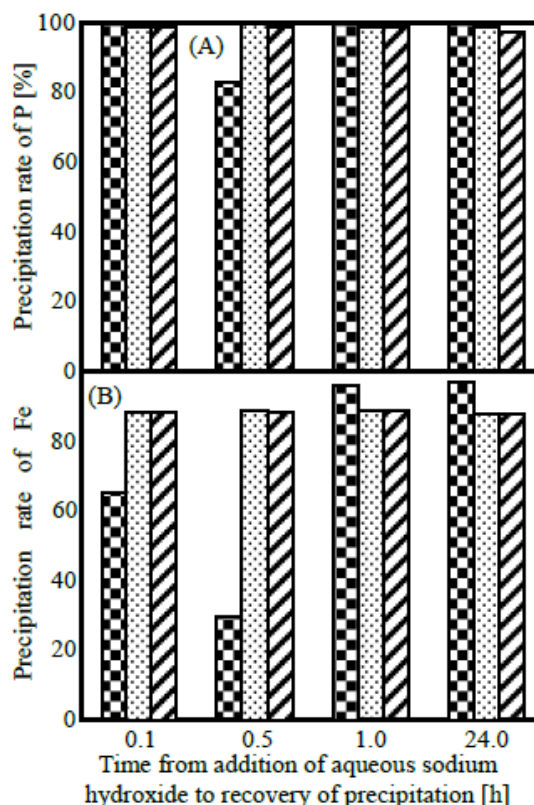 Precipitation rate of P [%]
100
80
60
40
20
0
(A)
Precipitation rate of Fe
80
60
40
20
0
(B)
0.1 0.5 1.0 24.0
Time from addition of aqueous sodium
hydroxide to recovery of precipitation [h]